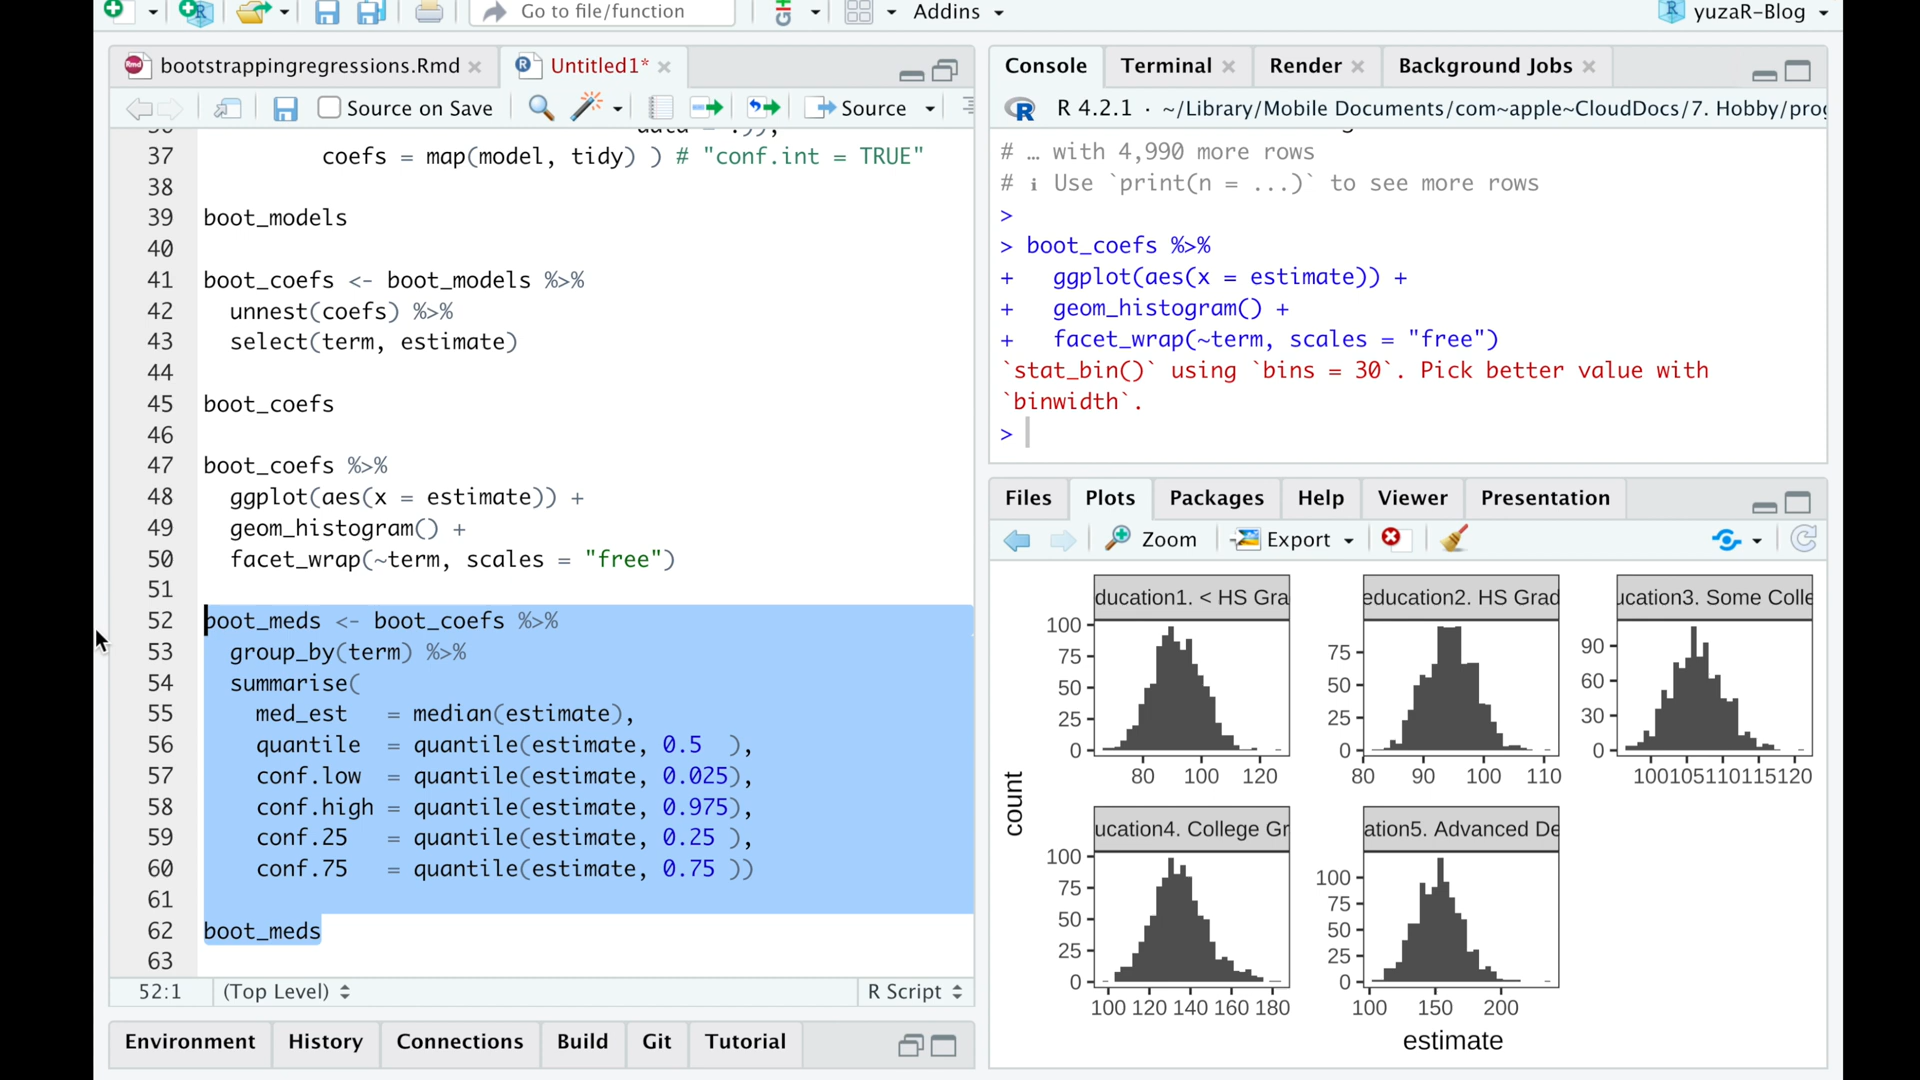 Go to file/function
Addins
yuzaR-Blog
bootstrappingregressions.Rmd
Untitled1*
Source on Save
Source
37 coefs = map(model, tidy) ) # "conf.int = TRUE"
38
39 boot_models
40
41 boot_coefs <- boot_models %>%
42 unnest(coefs) %>%
43 select(term, estimate)
44
45 boot_coefs
46
47 boot_coefs %>%
48 ggplot(aes(x = estimate)) +
49 geom_histogram() +
50 facet_wrap(~term, scales = "free")
51
52 boot_meds <- boot_coefs %>%
53 group_by(term) %>%
54 summarise(
55 med_est = median(estimate),
56 quantile = quantile(estimate, 0.5 ),
57 conf.low = quantile(estimate, 0.025),
58 conf.high = quantile(estimate, 0.975),
59 conf.25 = quantile(estimate, 0.25 ),
60 conf.75 = quantile(estimate, 0.75 ))
61
62 boot_meds
63
52:1 (Top Level) R Script
Environment History Connections Build Git Tutorial
Console Terminal Render Background Jobs
R 4.2.1 · ~/Library/Mobile Documents/com~apple~CloudDocs/7. Hobby/prog
# … with 4,990 more rows
# ℹ Use `print(n = ...)` to see more rows
>
> boot_coefs %>%
+ ggplot(aes(x = estimate)) +
+ geom_histogram() +
+ facet_wrap(~term, scales = "free")
`stat_bin()` using `bins = 30`. Pick better value with
`binwidth`.
>
Files Plots Packages Help Viewer Presentation
Zoom Export
ducation1. < HS Gra
education2. HS Grad
ucation3. Some Colle
100
75
50
25
0
80 100 120
75
50
25
0
80 90 100 110
90
60
30
0
100 105 110 115 120
count
ucation4. College Gr
ation5. Advanced De
100
75
50
25
0
100 120 140 160 180
100
75
50
25
0
100 150 200
estimate